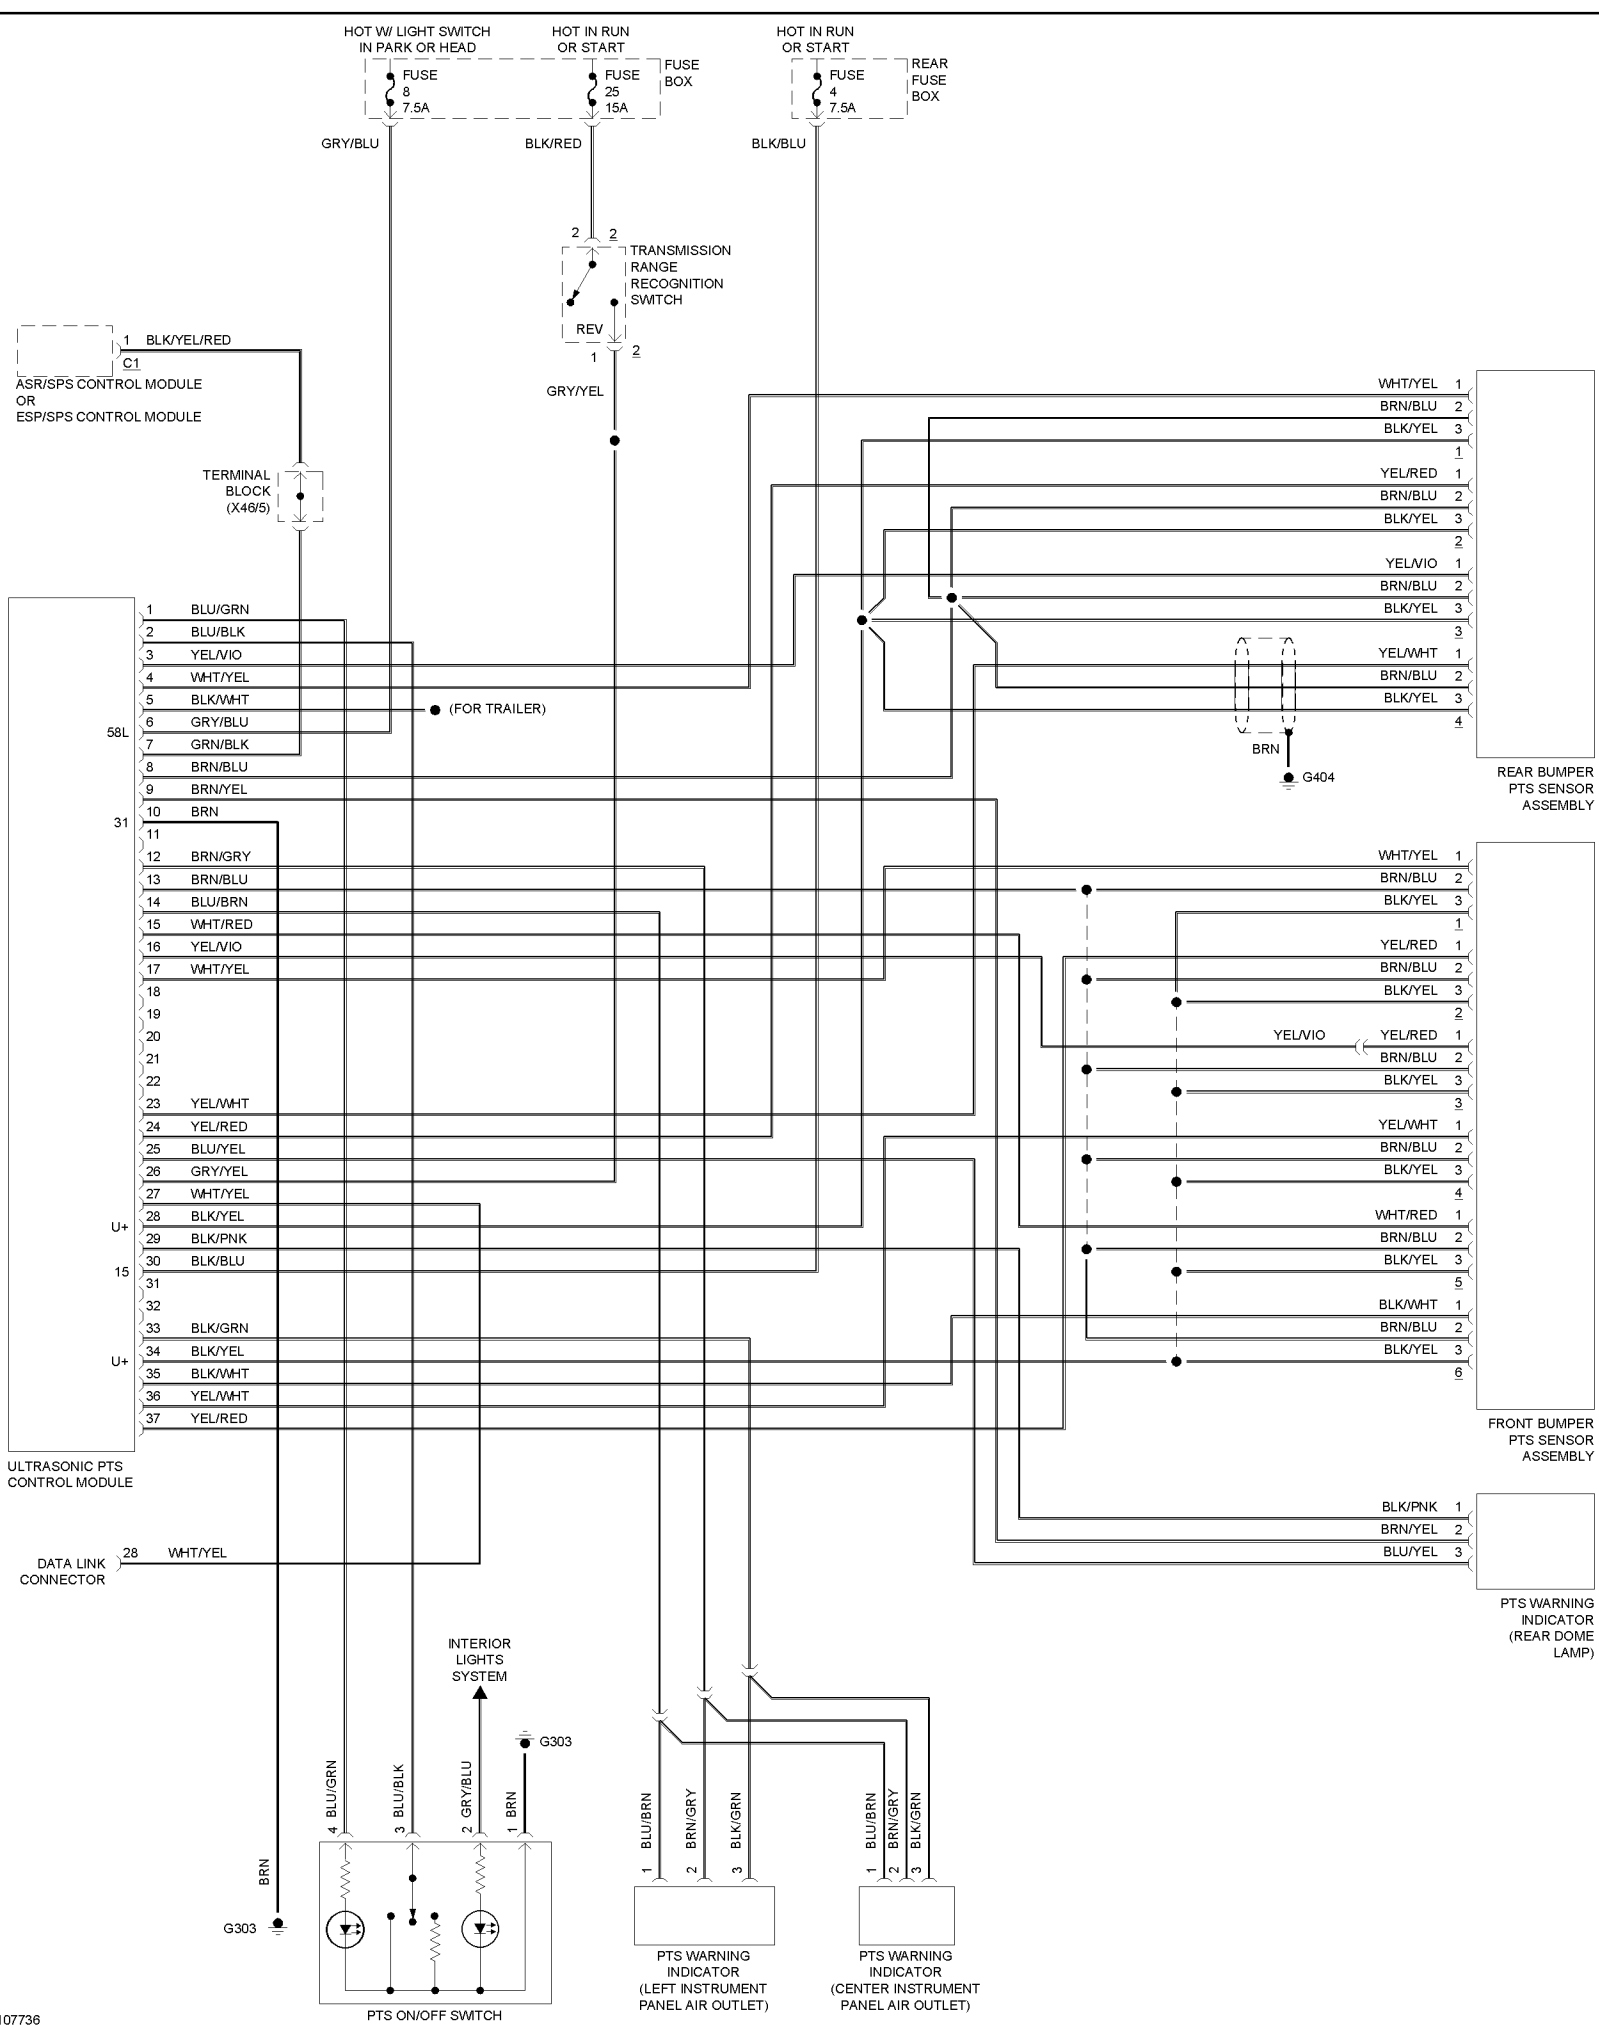 HOT W/ LIGHT SWITCH
IN PARK OR HEAD
HOT IN RUN
OR START
HOT IN RUN
OR START
FUSE
8
7.5A
FUSE
25
15A
FUSE
BOX
FUSE
4
7.5A
REAR
FUSE
BOX
GRY/BLU
BLK/RED
BLK/BLU
2 2
TRANSMISSION
RANGE
RECOGNITION
SWITCH
REV
1 2
GRY/YEL
1 BLK/YEL/RED
C1
ASR/SPS CONTROL MODULE
OR
ESP/SPS CONTROL MODULE
TERMINAL
BLOCK
(X46/5)
WHT/YEL 1
BRN/BLU 2
BLK/YEL 3
1
YEL/RED 1
BRN/BLU 2
BLK/YEL 3
2
YEL/VIO 1
BRN/BLU 2
BLK/YEL 3
3
YEL/WHT 1
BRN/BLU 2
BLK/YEL 3
4
BRN
G404
REAR BUMPER
PTS SENSOR
ASSEMBLY
1 BLU/GRN
2 BLU/BLK
3 YEL/VIO
4 WHT/YEL
5 BLK/WHT
(FOR TRAILER)
6 GRY/BLU
58L
7 GRN/BLK
8 BRN/BLU
9 BRN/YEL
10 BRN
31
11
12 BRN/GRY
13 BRN/BLU
14 BLU/BRN
15 WHT/RED
16 YEL/VIO
17 WHT/YEL
18
19
20
21
22
23 YEL/WHT
24 YEL/RED
25 BLU/YEL
26 GRY/YEL
27 WHT/YEL
28 BLK/YEL
U+
29 BLK/PNK
30 BLK/BLU
15
31
32
33 BLK/GRN
34 BLK/YEL
U+
35 BLK/WHT
36 YEL/WHT
37 YEL/RED
ULTRASONIC PTS
CONTROL MODULE
WHT/YEL 1
BRN/BLU 2
BLK/YEL 3
1
YEL/RED 1
BRN/BLU 2
BLK/YEL 3
2
YEL/VIO YEL/RED 1
BRN/BLU 2
BLK/YEL 3
3
YEL/WHT 1
BRN/BLU 2
BLK/YEL 3
4
WHT/RED 1
BRN/BLU 2
BLK/YEL 3
5
BLK/WHT 1
BRN/BLU 2
BLK/YEL 3
6
FRONT BUMPER
PTS SENSOR
ASSEMBLY
BLK/PNK 1
BRN/YEL 2
BLU/YEL 3
PTS WARNING
INDICATOR
(REAR DOME
LAMP)
DATA LINK
CONNECTOR
28 WHT/YEL
INTERIOR
LIGHTS
SYSTEM
G303
4 BLU/GRN
3 BLU/BLK
2 GRY/BLU
1 BRN
BRN
G303
PTS ON/OFF SWITCH
1 BLU/BRN
2 BRN/GRY
3 BLK/GRN
PTS WARNING
INDICATOR
(LEFT INSTRUMENT
PANEL AIR OUTLET)
1 BLU/BRN
2 BRN/GRY
3 BLK/GRN
PTS WARNING
INDICATOR
(CENTER INSTRUMENT
PANEL AIR OUTLET)
107736